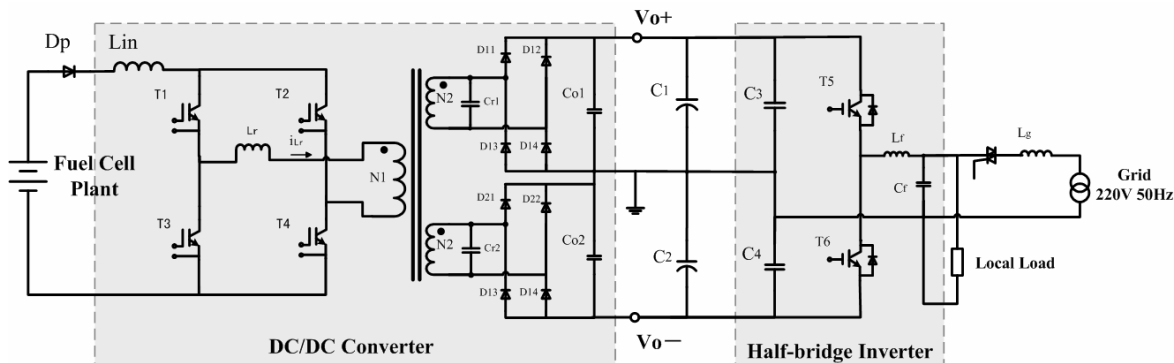 Vo+
Dp
Lin
D11
D12
T1
T2
N2
Cr1
Co1
C1
C3
T5
Lr
iLr
D13
D14
Lf
Lg
Fuel Cell
Plant
N1
Cf
Grid
220V 50Hz
D21
D22
T3
T4
N2
Cr2
Co2
C2
C4
T6
Local Load
D13
D14
Vo−
DC/DC Converter
Half-bridge Inverter